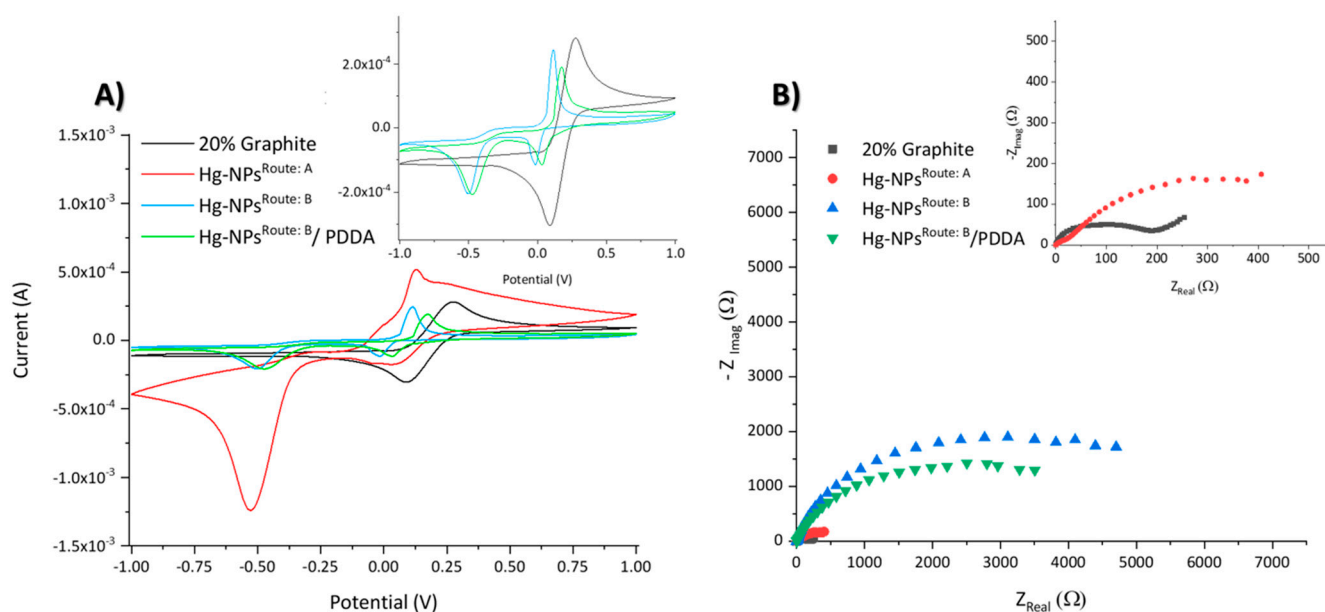 A)
20% Graphite
Hg-NPs^Route: A
Hg-NPs^Route: B
Hg-NPs^Route: B/ PDDA
1.5x10⁻³
1.0x10⁻³
5.0x10⁻⁴
0.0
-5.0x10⁻⁴
-1.0x10⁻³
-1.5x10⁻³
Current (A)
-1.00 -0.75 -0.50 -0.25 0.00 0.25 0.50 0.75 1.00
Potential (V)
2.0x10⁻⁴
0.0
-2.0x10⁻⁴
-1.0 -0.5 0.0 0.5 1.0
Potential (V)
B)
20% Graphite
Hg-NPs^Route: A
Hg-NPs^Route: B
Hg-NPs^Route: B/PDDA
7000
6000
5000
4000
3000
2000
1000
0
- Z Imag (Ω)
0 1000 2000 3000 4000 5000 6000 7000
Z Real (Ω)
500
400
300
200
100
0
-Z Imag (Ω)
0 100 200 300 400 500
Z Real (Ω)